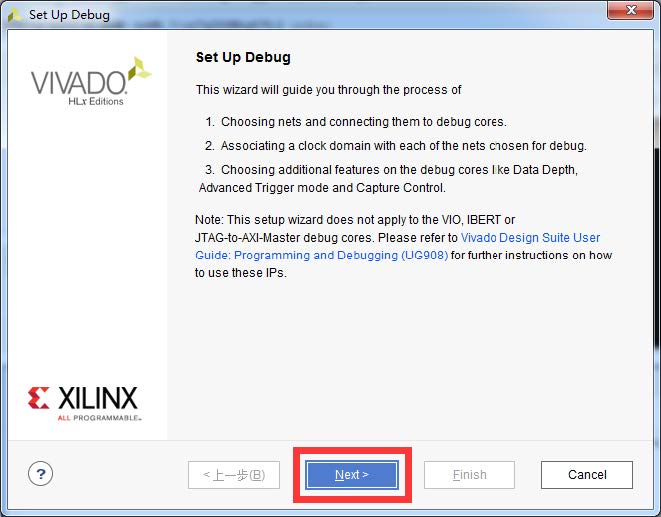 Set Up Debug
VIVADO.
HLx Editions
Set Up Debug
This wizard will guide you through the process of
1. Choosing nets and connecting them to debug cores.
2. Associating a clock domain with each of the nets chosen for debug.
3. Choosing additional features on the debug cores like Data Depth,
Advanced Trigger mode and Capture Control.
Note: This setup wizard does not apply to the VIO, IBERT or
JTAG-to-AXI-Master debug cores. Please refer to Vivado Design Suite User
Guide: Programming and Debugging (UG908) for further instructions on how
to use these IPs.
XILINX
ALL PROGRAMMABLE™
?
< 上一步(B)
Next >
Finish
Cancel